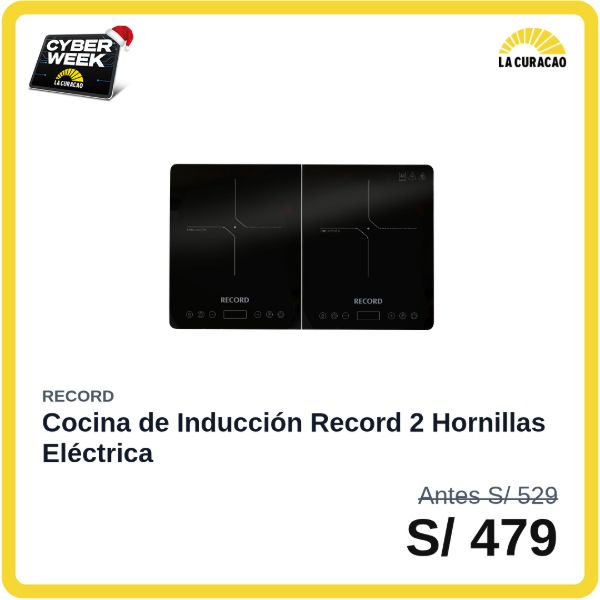 CYBER
WEEK
LA CURACAO
LA CURACAO
RECORD
RECORD
RECORD
Cocina de Inducción Record 2 Hornillas
Eléctrica
Antes S/ 529
S/ 479